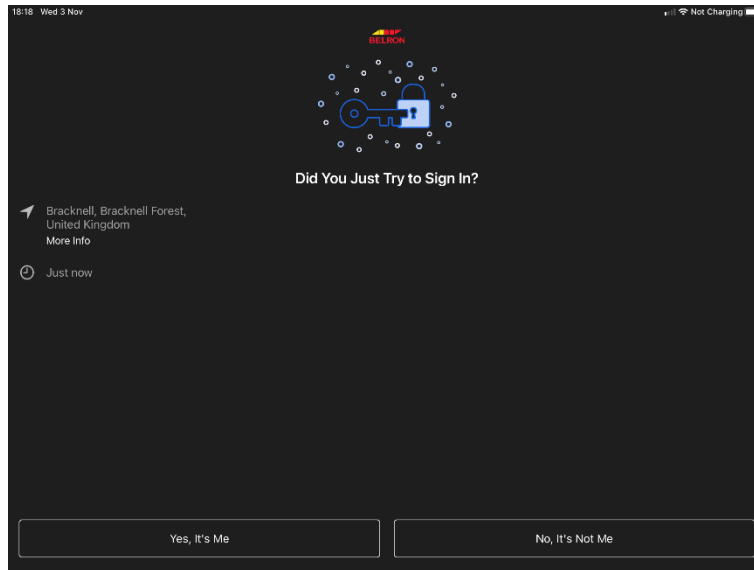 18:18 Wed 3 Nov
Not Charging
BELRON
Did You Just Try to Sign In?
Bracknell, Bracknell Forest,
United Kingdom
More Info
Just now
Yes, It's Me
No, It's Not Me